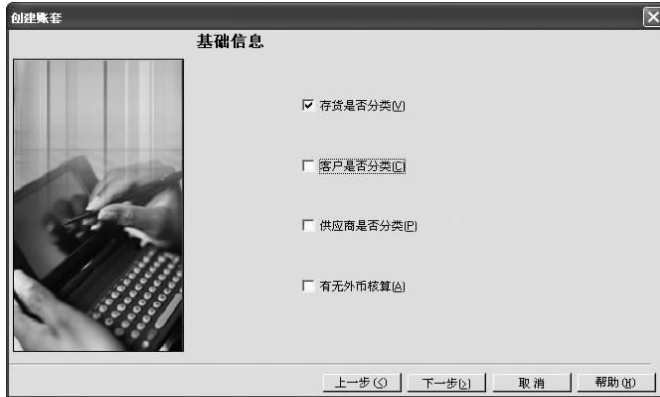 创建账套
基础信息
存货是否分类(V)
客户是否分类(C)
供应商是否分类(P)
有无外币核算(A)
上一步(<) 下一步(>) 取消 帮助(H)